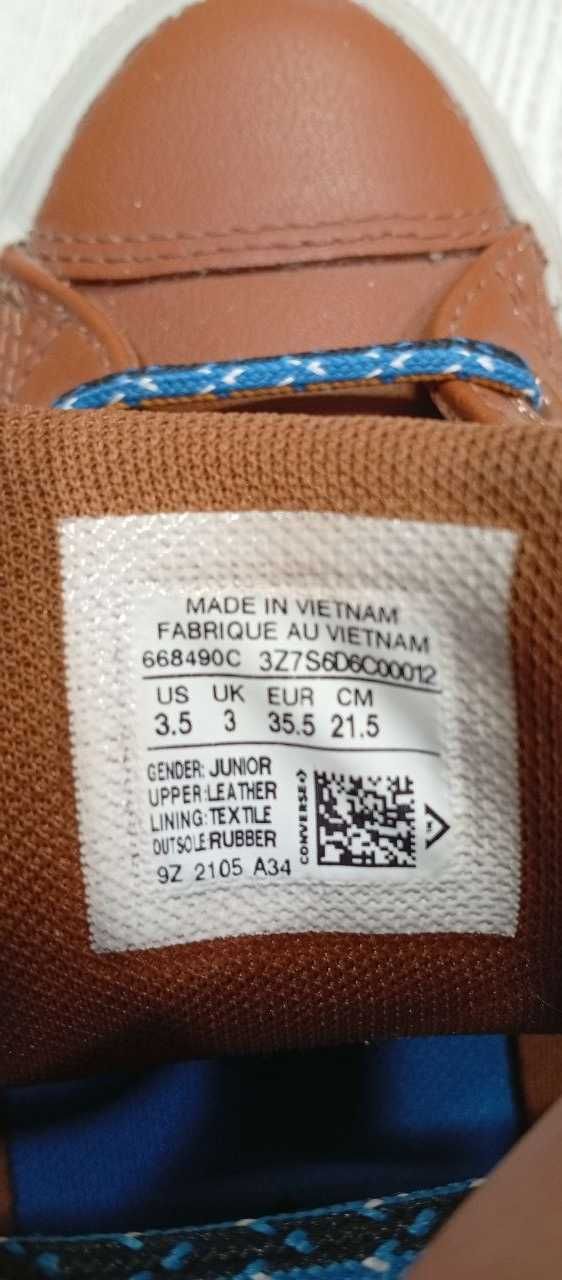 MADE IN VIETNAM
FABRIQUE AU VIETNAM
668490C 3Z7S6D6C00012
US UK EUR CM
3.5 3 35.5 21.5
GENDER: JUNIOR
UPPER:LEATHER
LINING:TEXTILE
OUTSOLE:RUBBER
CONVERSE
9Z 2105 A34